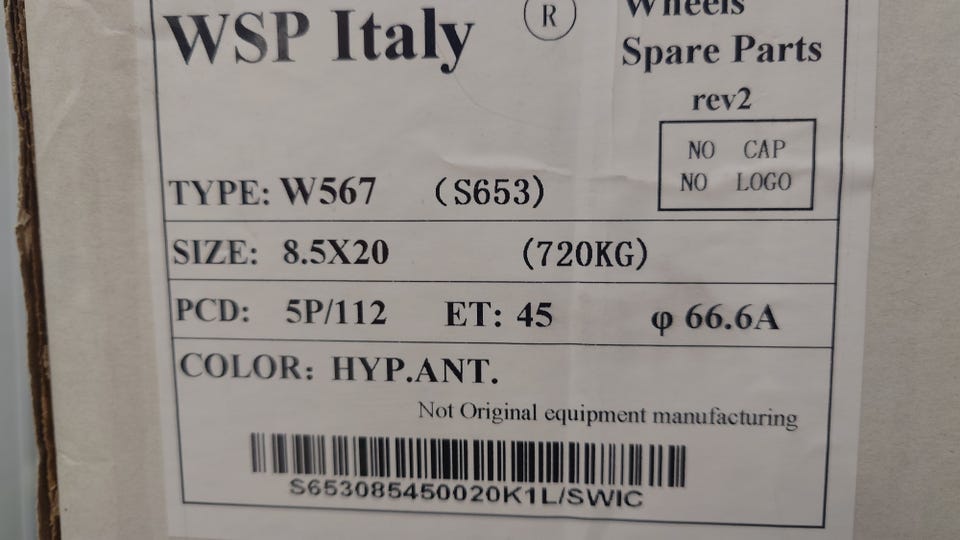 WSP Italy ®
Wheels
Spare Parts
rev2
NO CAP
NO LOGO
TYPE: W567 (S653)
SIZE: 8.5X20 (720KG)
PCD: 5P/112 ET: 45 φ 66.6A
COLOR: HYP.ANT.
Not Original equipment manufacturing
S653085450020K1L/SWIC